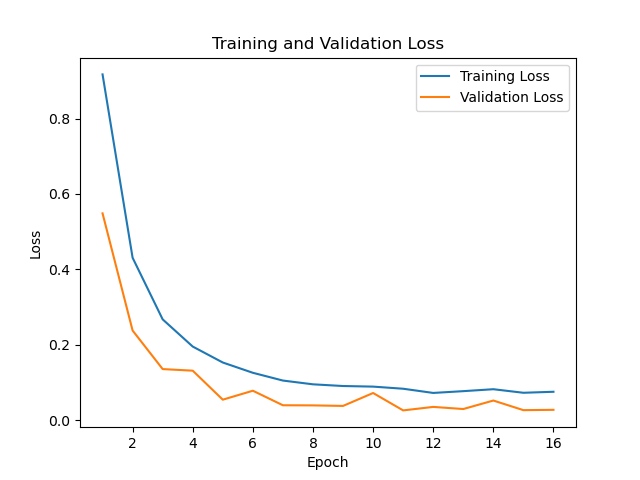 Training and Validation Loss
Training Loss
Validation Loss
0.8
0.6
0.4
0.2
0.0
Loss
2 4 6 8 10 12 14 16
Epoch